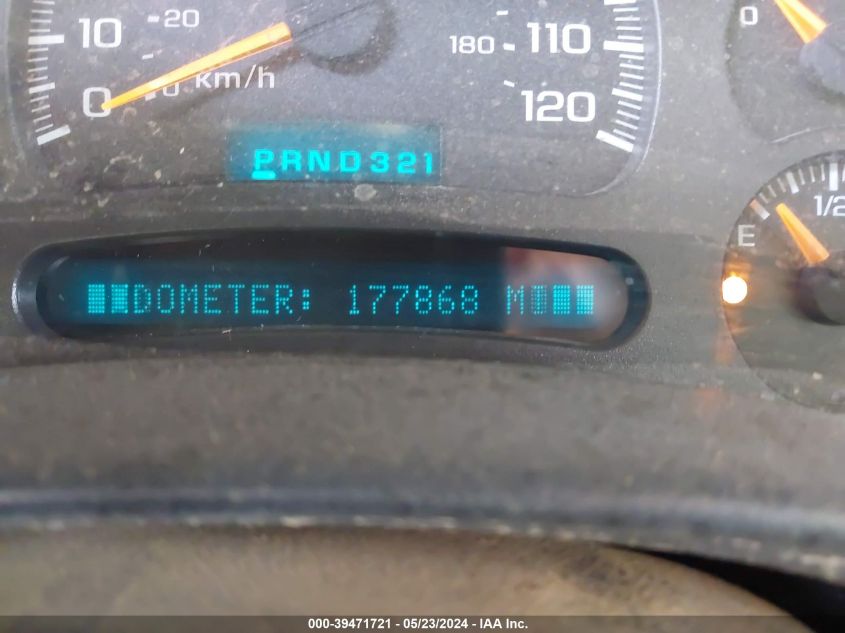 10 20 180 110 0
0 0 km/h 120
PRND321
1/2
E
DOMETER: 177868 M
000-39471721 - 05/23/2024 - IAA Inc.